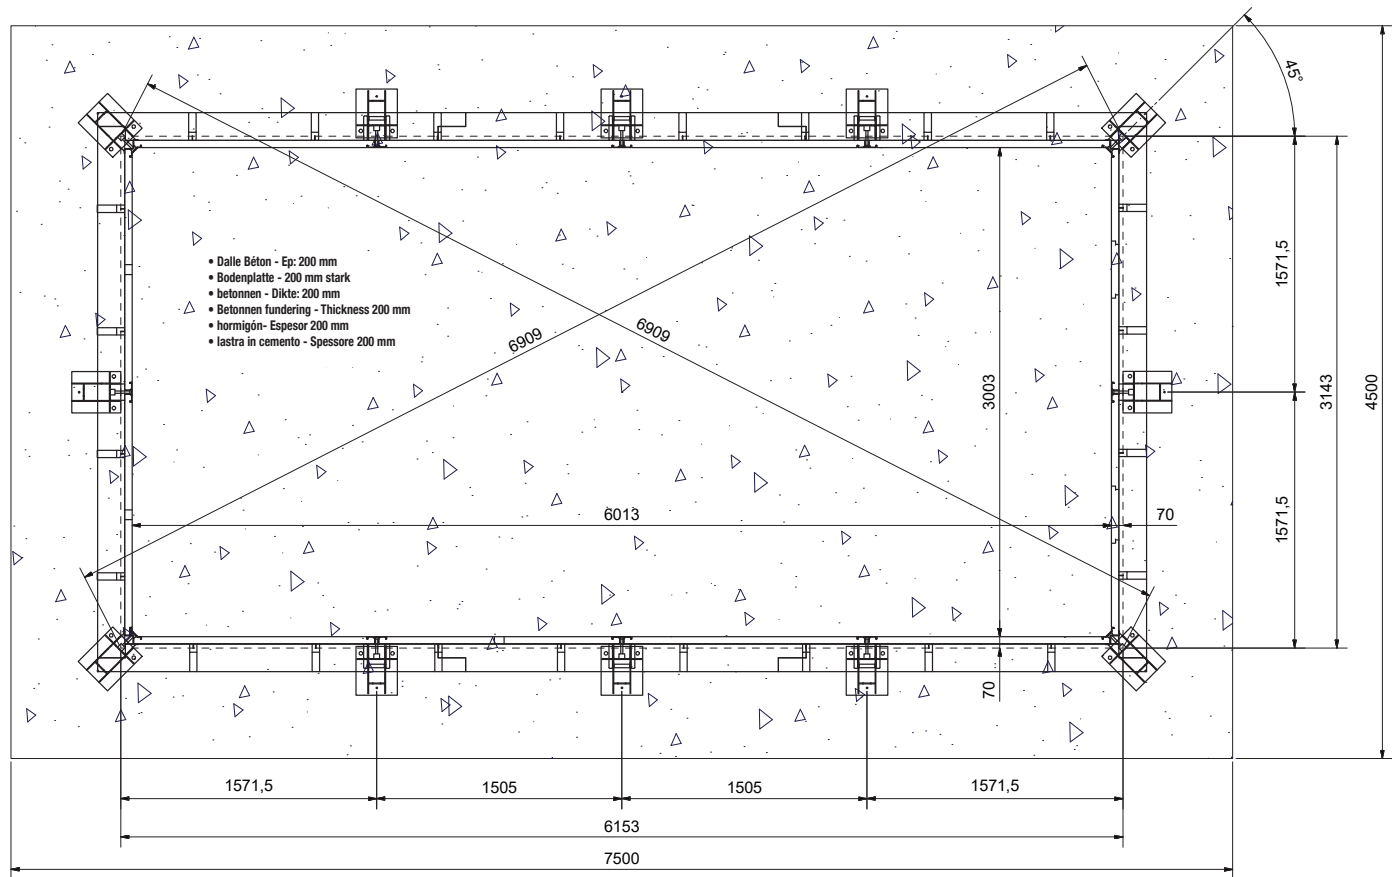 45°
• Dalle Béton - Ep: 200 mm
• Bodenplatte - 200 mm stark
• betonnen - Dikte: 200 mm
• Betonnen fundering - Thickness 200 mm
• hormigón- Espesor 200 mm
• lastra in cemento - Spessore 200 mm
6909
6909
3003
1571,5
3143
4500
6013
70
1571,5
70
1571,5
1505
1505
1571,5
6153
7500